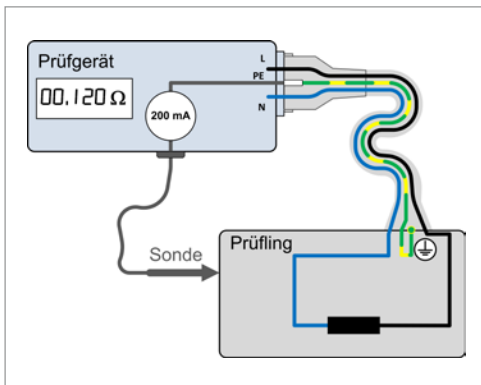 Prüfgerät
L
PE
N
00.120 Ω
200 mA
Sonde
Prüfling